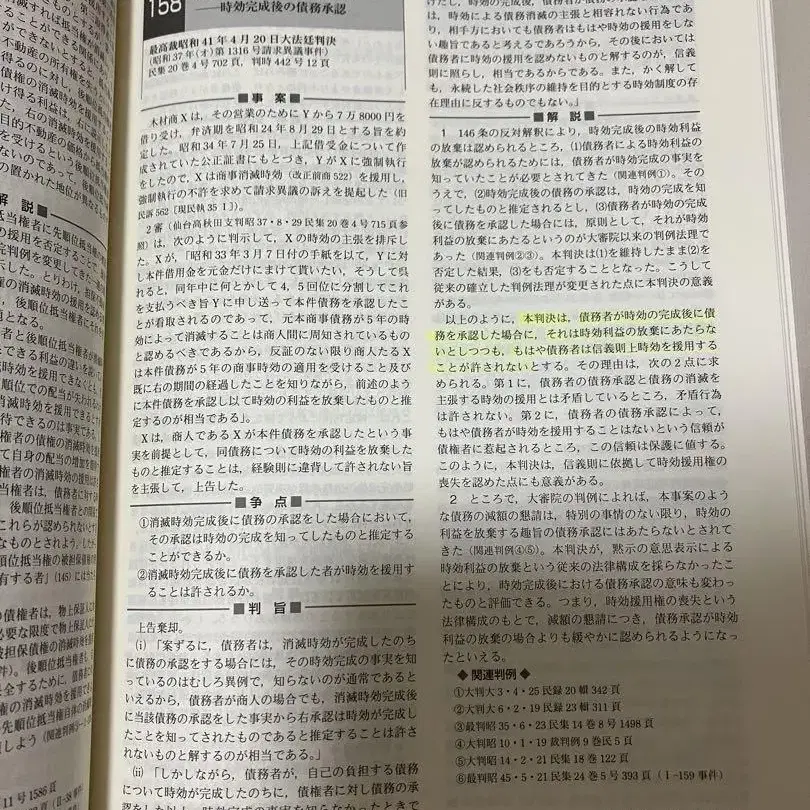 158
――時効完成後の債務承認
最高裁昭和41年4月20日大法廷判決
(昭和37年(オ)第1316号請求異議事件)
民集20巻4号702頁,判時442号12頁
■事 案■
木材商Xは,その営業のためにYから7万8000円を
借り受け,弁済期を昭和24年8月29日とする旨を約
定した。昭和34年7月25日,上記借受金について作
成されていた公正証書にもとづき,YがXに強制執行
をしたので,Xは商事消滅時効(改正前商522)を援用し,
強制執行の不許を求めて請求異議の訴えを提起した(旧
民訴562〔現民執35Ⅰ〕)。
2審(仙台高秋田支判昭37・8・29民集20巻4号715頁参
照)は,次のように判示して,Xの時効の主張を排斥し
た。Xが,「昭和33年3月7日付の手紙を以て,Yに対
し本件借用金を元金だけにまけて貰いたい,そうして呉
れると,同年中に何とかして4,5回位に分割してこれ
を支払うべき旨Yに申し送って本件債務を承認したこと
が看取されるのであって,元本商事債務が5年の時
効によって消滅することは商人間に周知されているもの
と認めるべきであるから,反証のない限り商人たるX
は本件債務が5年の商事時効の適用を受けること及び
既に右の期間の経過したことを知りながら,前述のよう
に本件債務を承認し以て時効の利益を放棄したものと推
定するのが相当である」。
Xは,商人であるXが本件債務を承認したという事
実を前提として,同債務について時効の利益を放棄した
ものと推定することは,経験則に違背して許されない旨
を主張して,上告した。
■争 点■
①消滅時効完成後に債務の承認をした場合において,
その承認は時効の完成を知ってしたものと推定するこ
とができるか。
②消滅時効完成後に債務を承認した者が時効を援用す
ることは許されるか。
■判 旨■
上告棄却。
(ⅰ)「案ずるに,債務者は,消滅時効が完成したのち
に債務の承認をする場合には,その時効完成の事実を知
っているのはむしろ異例で,知らないのが通常であると
いえるから,債務者が商人の場合でも,消滅時効完成後
に当該債務の承認をした事実から右承認は時効が完成し
たことを知ってされたものであると推定することは許さ
れないものと解するのが相当である。」
(ⅱ)「しかしながら,債務者が,自己の負担する債務
について時効が完成したのちに,債権者に対し債務の承
は,時効による債務消滅の主張と相容れない行為であ
り,相手方においても債務者はもはや時効の援用をしな
い趣旨であると考えるであろうから,その後においては
債務者に時効の援用を認めないものと解するのが,信義
則に照らし,相当であるからである。また,かく解して
も,永続した社会秩序の維持を目的とする時効制度の存
在理由に反するものでもない。」
■解 説■
1 146条の反対解釈により,時効完成後の時効利益
の放棄は認められるところ,(1)債務者による時効利益の
放棄が認められるためには,債務者が時効完成の事実を
知っていたことが必要とされてきた(関連判例①)。その
うえで,(2)時効完成後の債務の承認は,時効の完成を知
ってしたものと推定されるとし,(3)債務者が時効の完成
後に債務を承認した場合には,原則として,それが時効
利益の放棄にあたるというのが大審院以来の判例法理で
あった(関連判例②③)。本判決は(1)を維持したまま(2)を
否定した結果,(3)をも否定することとなった。こうして
従来の確立した判例法理が変更された点に本判決の意義
がある。
以上のように,本判決は,債務者が時効の完成後に債
務を承認した場合に,それは時効利益の放棄にあたらな
いとしつつも,もはや債務者は信義則上時効を援用する
ことが許されないとする。その理由は,次の2点に求
められる。第1に,債務者の債務承認と債務の消滅を
主張する時効の援用とは矛盾しているところ,矛盾行為
は許されない。第2に,債務者の債務承認によって,
もはや債務者が時効を援用することはないという信頼が
債権者に惹起されるところ,この信頼は保護に値する。
このように,本判決は,信義則に依拠して時効援用権の
喪失を認めた点にも意義がある。
2 ところで,大審院の判例によれば,本事案のよう
な債務の減額の懇請は,特別の事情のない限り,時効の
利益を放棄する趣旨の債務承認にはあたらないとされて
きた(関連判例④⑤)。本判決が,黙示の意思表示による
時効利益の放棄という従来の法律構成を採らなかったこ
とにより,時効完成後における債務承認の意味も変わっ
たものと評価できる。つまり,時効援用権の喪失という
法律構成のもとで,減額の懇請につき,債務承認が時効
利益の放棄の場合よりも緩やかに認められるようになっ
たといえる。
◆関連判例◆
①大判大3・4・25民録20輯342頁
②大判大6・2・19民録23輯311頁
③最判昭35・6・23民集14巻8号1498頁
④大判昭10・1・19裁判例9巻民5頁
⑤大判昭14・2・21民集18巻122頁
⑥最判昭45・5・21民集24巻5号393頁(Ⅰ-159事件)